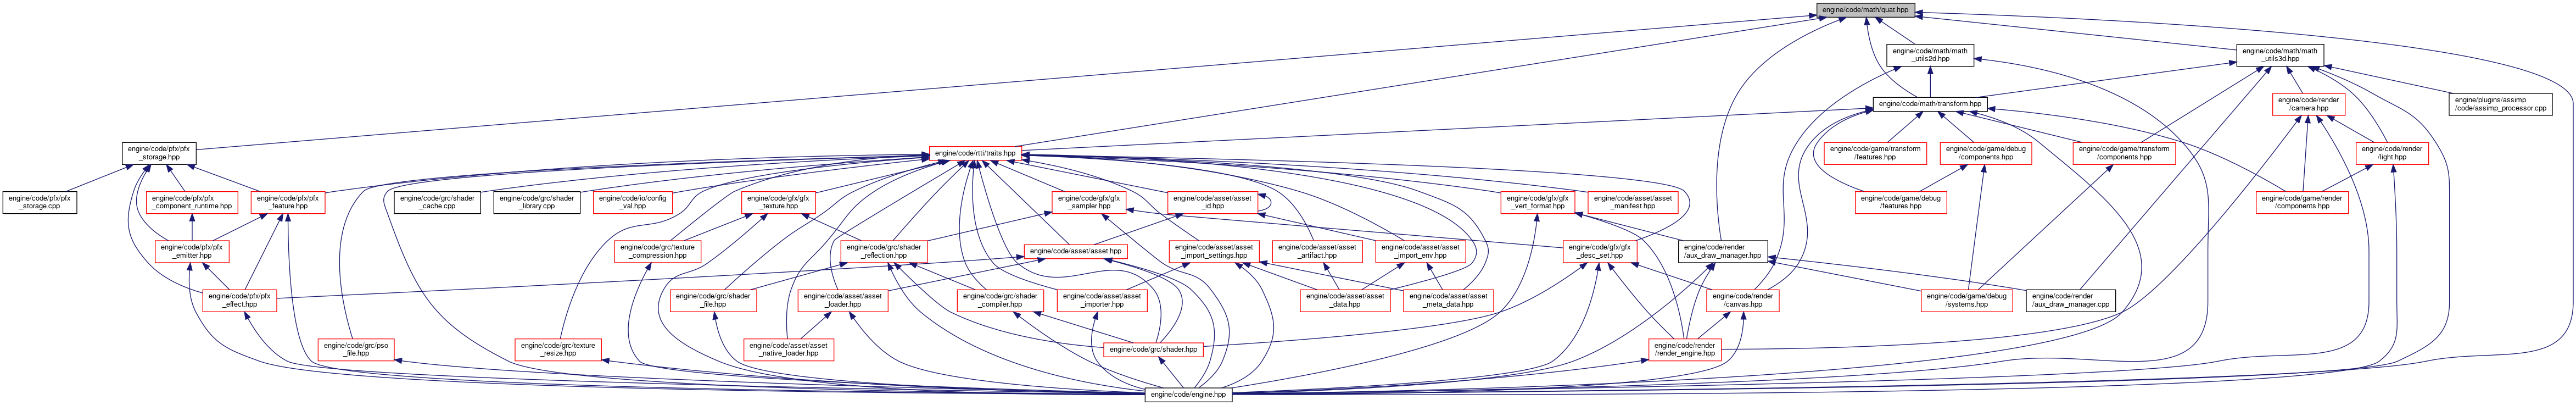 engine/code/math/quat.hpp
engine/code/math/math
_utils2d.hpp
engine/code/math/math
_utils3d.hpp
engine/code/math/transform.hpp
engine/code/render
/camera.hpp
engine/plugins/assimp
/code/assimp_processor.cpp
engine/code/pfx/pfx
_storage.hpp
engine/code/rtti/traits.hpp
engine/code/game/transform
/features.hpp
engine/code/game/debug
/components.hpp
engine/code/game/transform
/components.hpp
engine/code/render
/light.hpp
engine/code/pfx/pfx
_storage.cpp
engine/code/pfx/pfx
_component_runtime.hpp
engine/code/pfx/pfx
_feature.hpp
engine/code/grc/shader
_cache.cpp
engine/code/grc/shader
_library.cpp
engine/code/io/config
_val.hpp
engine/code/gfx/gfx
_texture.hpp
engine/code/gfx/gfx
_sampler.hpp
engine/code/asset/asset
_id.hpp
engine/code/gfx/gfx
_vert_format.hpp
engine/code/asset/asset
_manifest.hpp
engine/code/game/debug
/features.hpp
engine/code/game/render
/components.hpp
engine/code/pfx/pfx
_emitter.hpp
engine/code/grc/texture
_compression.hpp
engine/code/grc/shader
_reflection.hpp
engine/code/asset/asset.hpp
engine/code/asset/asset
_import_settings.hpp
engine/code/asset/asset
_artifact.hpp
engine/code/asset/asset
_import_env.hpp
engine/code/gfx/gfx
_desc_set.hpp
engine/code/render
/aux_draw_manager.hpp
engine/code/pfx/pfx
_effect.hpp
engine/code/grc/shader
_file.hpp
engine/code/asset/asset
_loader.hpp
engine/code/grc/shader
_compiler.hpp
engine/code/asset/asset
_importer.hpp
engine/code/asset/asset
_data.hpp
engine/code/asset/asset
_meta_data.hpp
engine/code/render
/canvas.hpp
engine/code/game/debug
/systems.hpp
engine/code/render
/aux_draw_manager.cpp
engine/code/grc/pso
_file.hpp
engine/code/grc/texture
_resize.hpp
engine/code/asset/asset
_native_loader.hpp
engine/code/grc/shader.hpp
engine/code/render
/render_engine.hpp
engine/code/engine.hpp